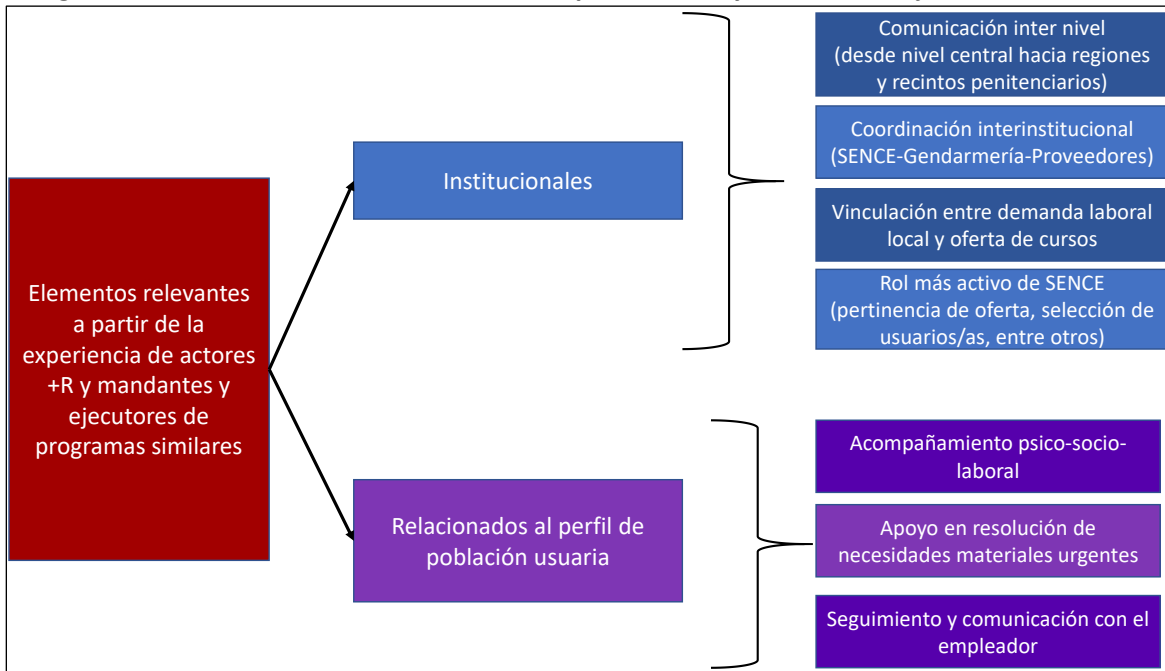 Comunicación inter nivel
(desde nivel central hacia regiones
y recintos penitenciarios)
Coordinación interinstitucional
(SENCE-Gendarmería-Proveedores)
Institucionales
Vinculación entre demanda laboral
local y oferta de cursos
Rol más activo de SENCE
(pertinencia de oferta, selección de
usuarios/as, entre otros)
Elementos relevantes
a partir de la
experiencia de actores
+R y mandantes y
ejecutores de
programas similares
Acompañamiento psico-socio-
laboral
Relacionados al perfil de
población usuaria
Apoyo en resolución de
necesidades materiales urgentes
Seguimiento y comunicación con el
empleador